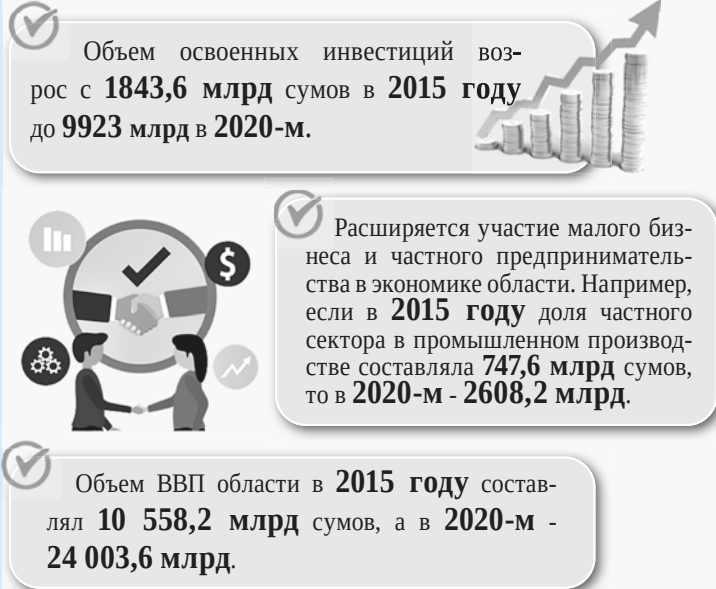 Объем освоенных инвестиций воз-
рос с 1843,6 млрд сумов в 2015 году
до 9923 млрд в 2020-м.
Расширяется участие малого биз-
неса и частного предприниматель-
ства в экономике области. Например,
если в 2015 году доля частного
сектора в промышленном производ-
стве составляла 747,6 млрд сумов,
то в 2020-м - 2608,2 млрд.
Объем ВВП области в 2015 году состав-
лял 10 558,2 млрд сумов, а в 2020-м -
24 003,6 млрд.